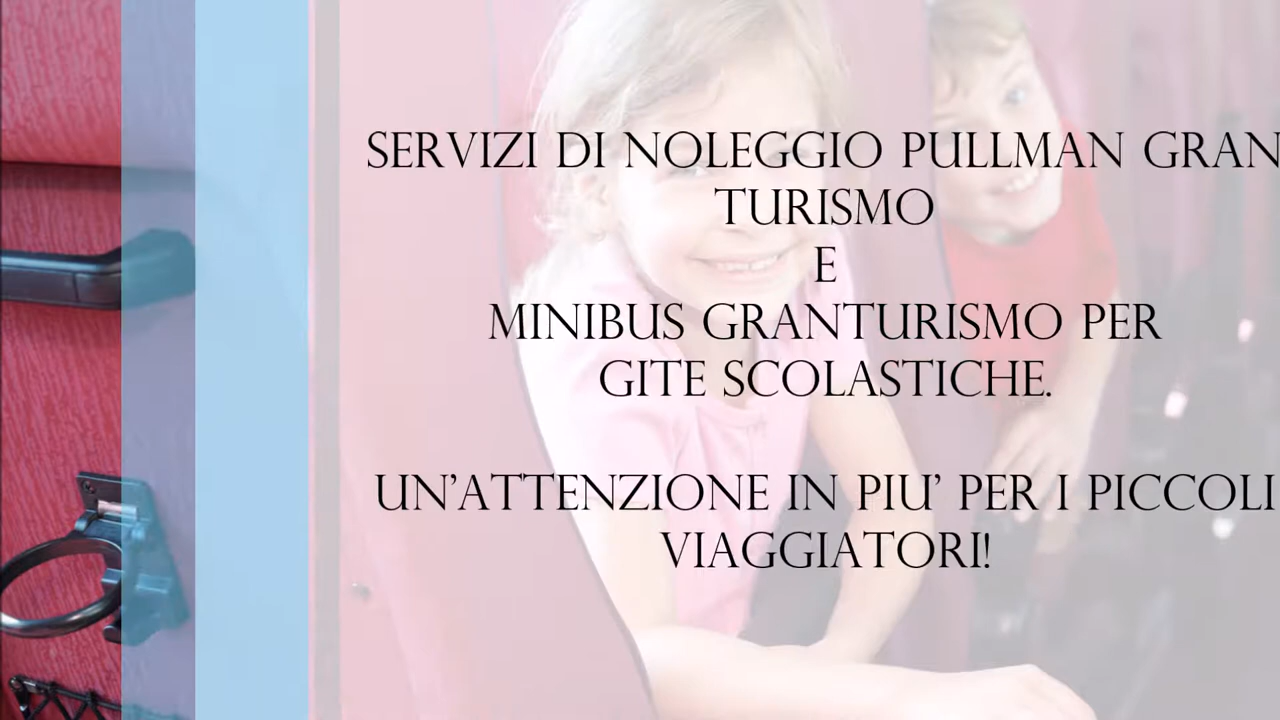 SERVIZI DI NOLEGGIO PULLMAN GRAN
TURISMO
E
MINIBUS GRANTURISMO PER
GITE SCOLASTICHE.
UN'ATTENZIONE IN PIU' PER I PICCOLI
VIAGGIATORI!